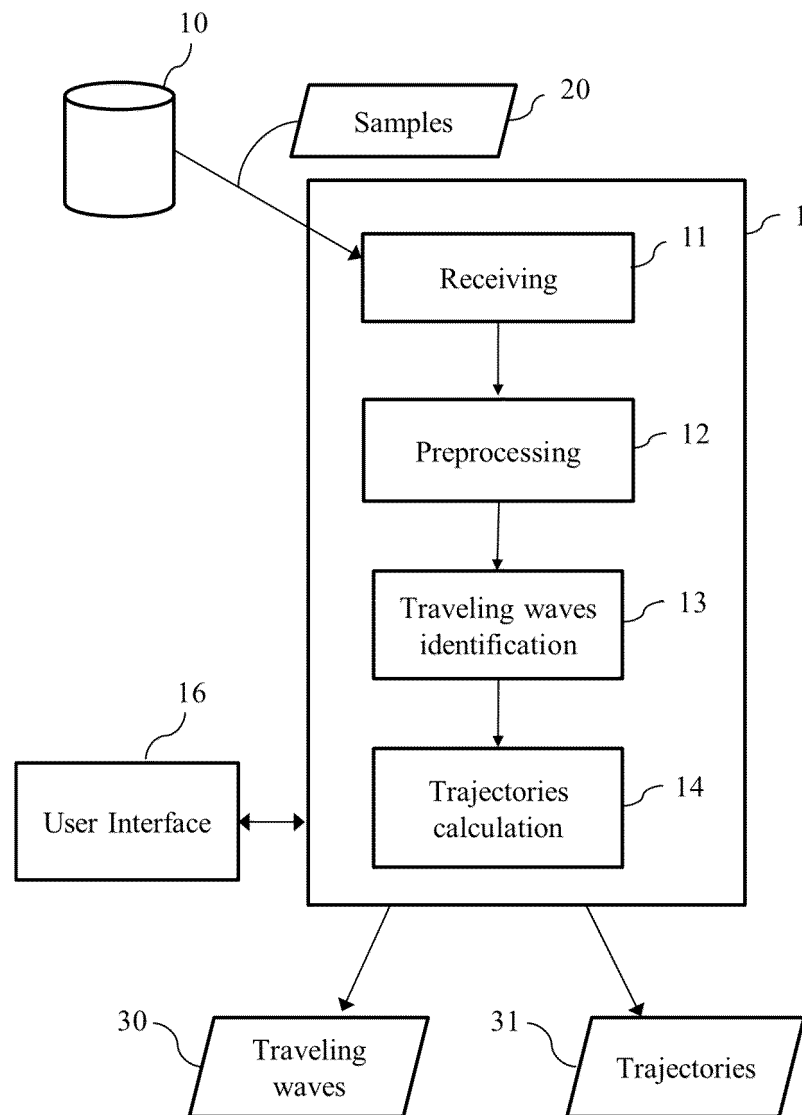 10
20
Samples
1
11
Receiving
12
Preprocessing
13
Traveling waves
identification
16
14
Trajectories
calculation
User Interface
30
31
Traveling
waves
Trajectories